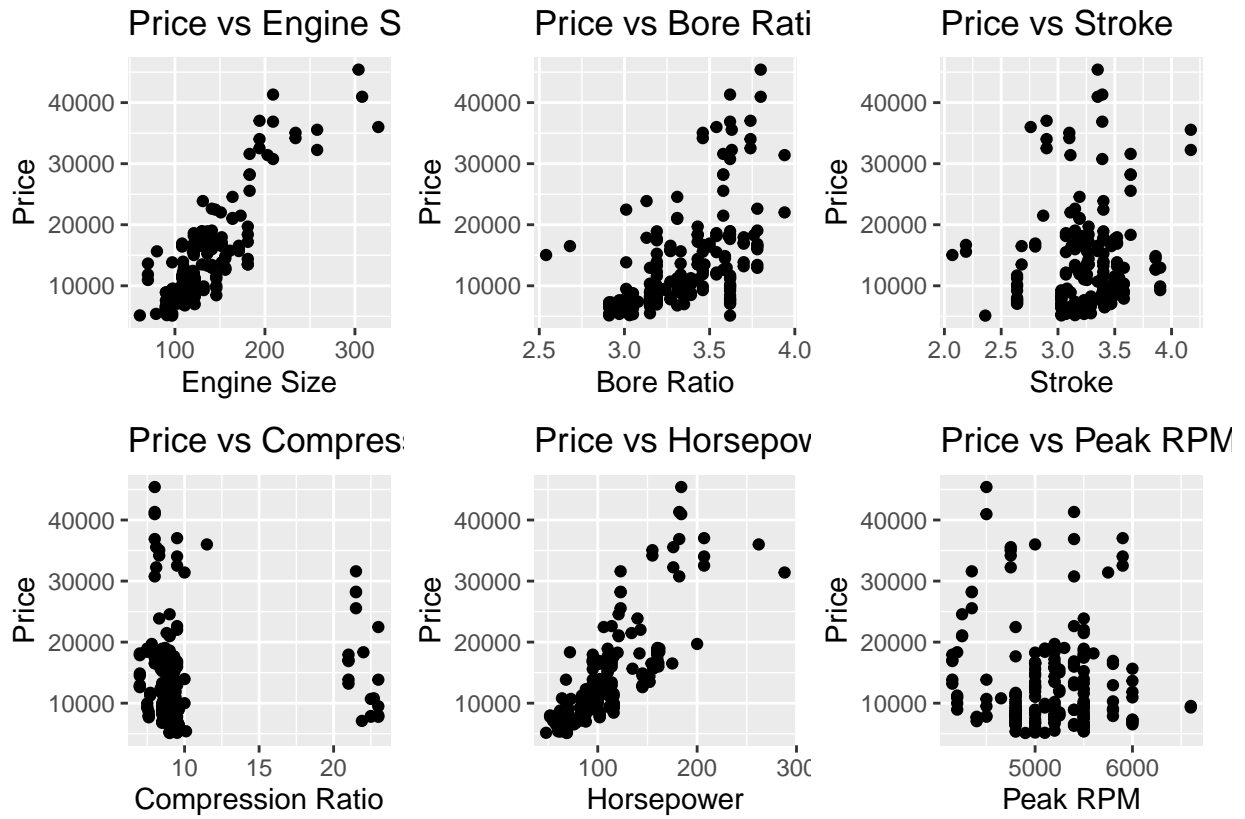 Price vs Engine S
Price
40000
30000
20000
10000
100 200 300
Engine Size
Price vs Bore Rati
Price
40000
30000
20000
10000
2.5 3.0 3.5 4.0
Bore Ratio
Price vs Stroke
Price
40000
30000
20000
10000
2.0 2.5 3.0 3.5 4.0
Stroke
Price vs Compress
Price
40000
30000
20000
10000
10 15 20
Compression Ratio
Price vs Horsepow
Price
40000
30000
20000
10000
100 200 300
Horsepower
Price vs Peak RPM
Price
40000
30000
20000
10000
5000 6000
Peak RPM